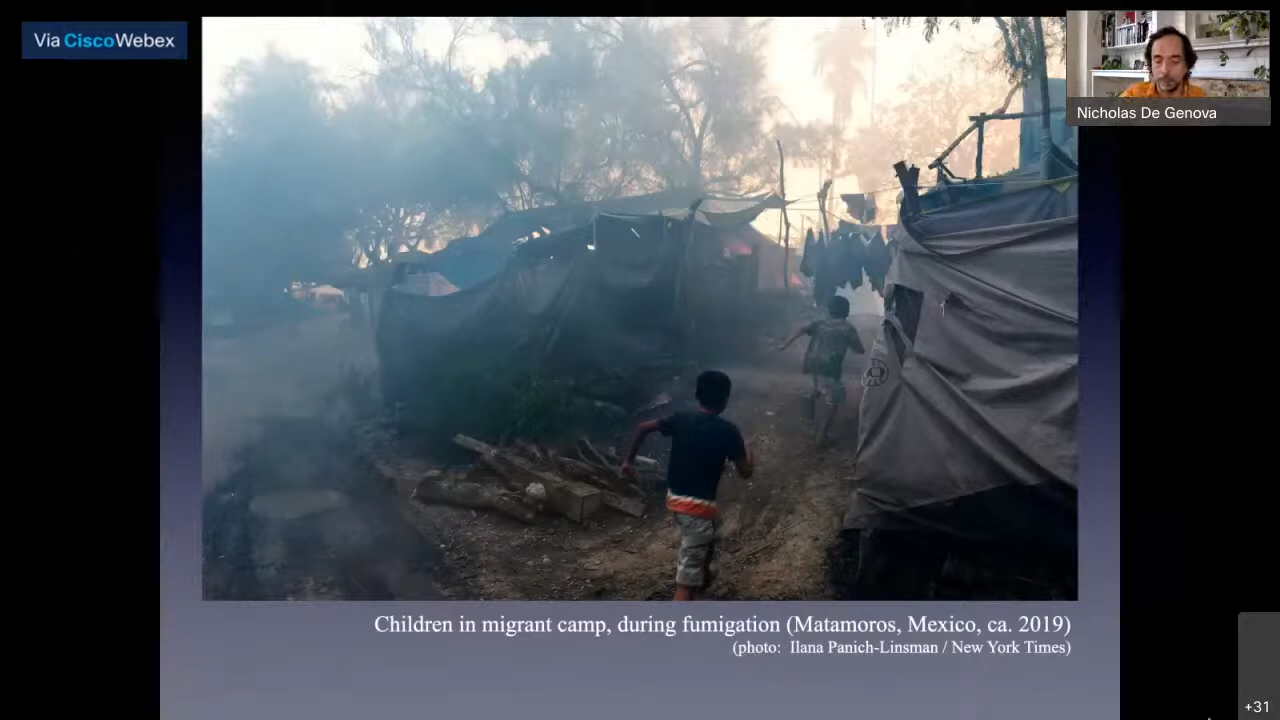 Via CiscoWebex
Nicholas De Genova
Children in migrant camp, during fumigation (Matamoros, Mexico, ca. 2019)
(photo: Ilana Panich-Linsman / New York Times)
+31